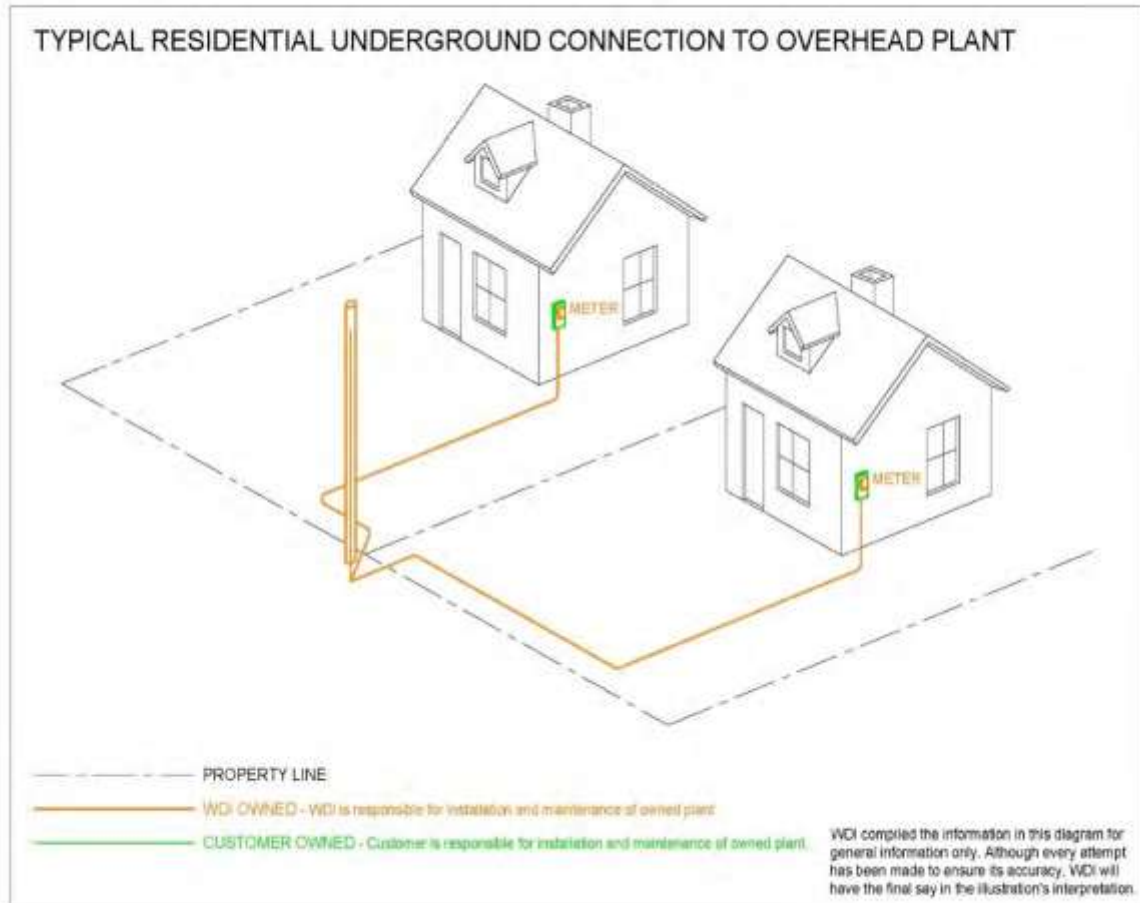 TYPICAL RESIDENTIAL UNDERGROUND CONNECTION TO OVERHEAD PLANT
METER
METER
PROPERTY LINE
WDI OWNED - WDI is responsible for installation and maintenance of owned plant
CUSTOMER OWNED - Customer is responsible for installation and maintenance of owned plant
WDI compiled the information in this diagram for
general information only. Although every attempt
has been made to ensure its accuracy, WDI will
have the final say in the illustration's interpretation.